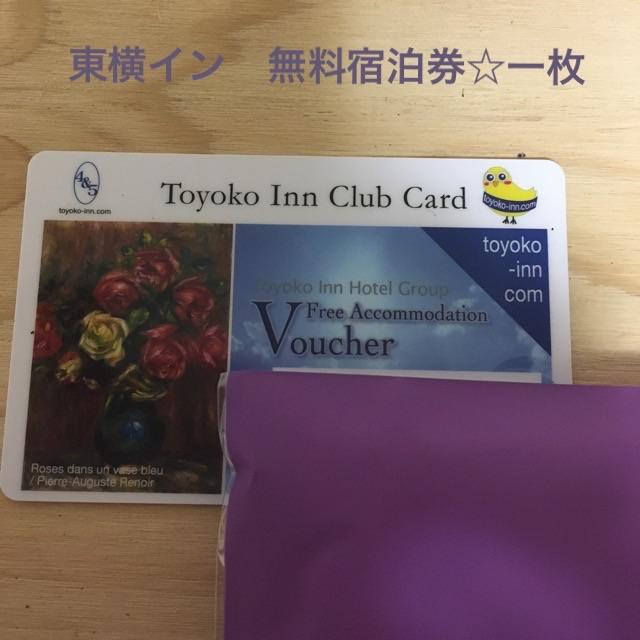 東横イン　無料宿泊券☆一枚
A&5
toyoko-inn.com
Toyoko Inn Club Card
toyoko-inn.com
toyoko
-inn
com
Toyoko Inn Hotel Group
Free Accommodation
Voucher
Roses dans un vase bleu
/ Pierre-Auguste Renoir